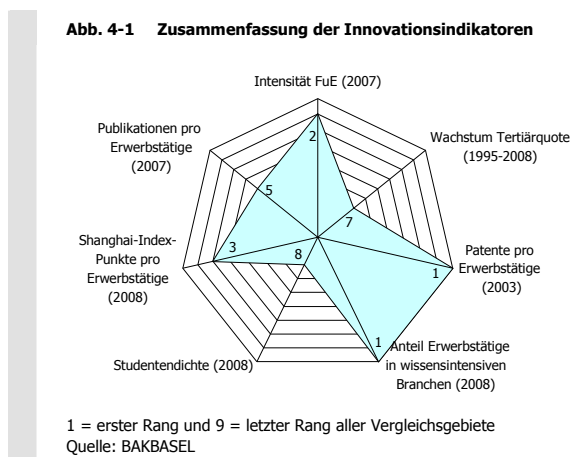 Abb. 4-1 Zusammenfassung der Innovationsindikatoren
Intensität FuE (2007)
2
Wachstum Tertiärquote
(1995-2008)
7
Patente pro
Erwerbstätige
(2003)
1
Anteil Erwerbstätige
in wissensintensiven
Branchen (2008)
1
Studentendichte (2008)
8
Shanghai-Index-
Punkte pro
Erwerbstätige
(2008)
3
Publikationen pro
Erwerbstätige
(2007)
5
1 = erster Rang und 9 = letzter Rang aller Vergleichsgebiete
Quelle: BAKBASEL